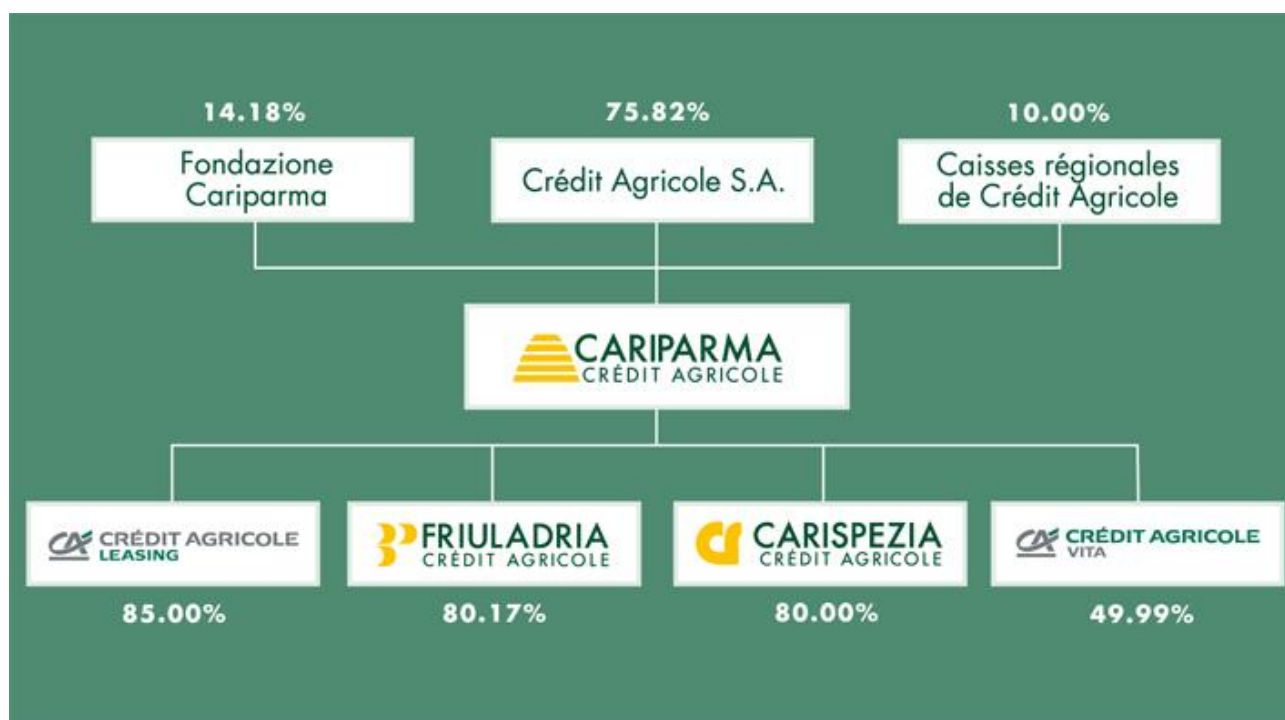 14.18%
75.82%
10.00%
Fondazione
Cariparma
Crédit Agricole S.A.
Caisses régionales
de Crédit Agricole
CARIPARMA
CRÉDIT AGRICOLE
CA CRÉDIT AGRICOLE
LEASING
FRIULADRIA
CRÉDIT AGRICOLE
CARISPEZIA
CRÉDIT AGRICOLE
CA CRÉDIT AGRICOLE
VITA
85.00%
80.17%
80.00%
49.99%